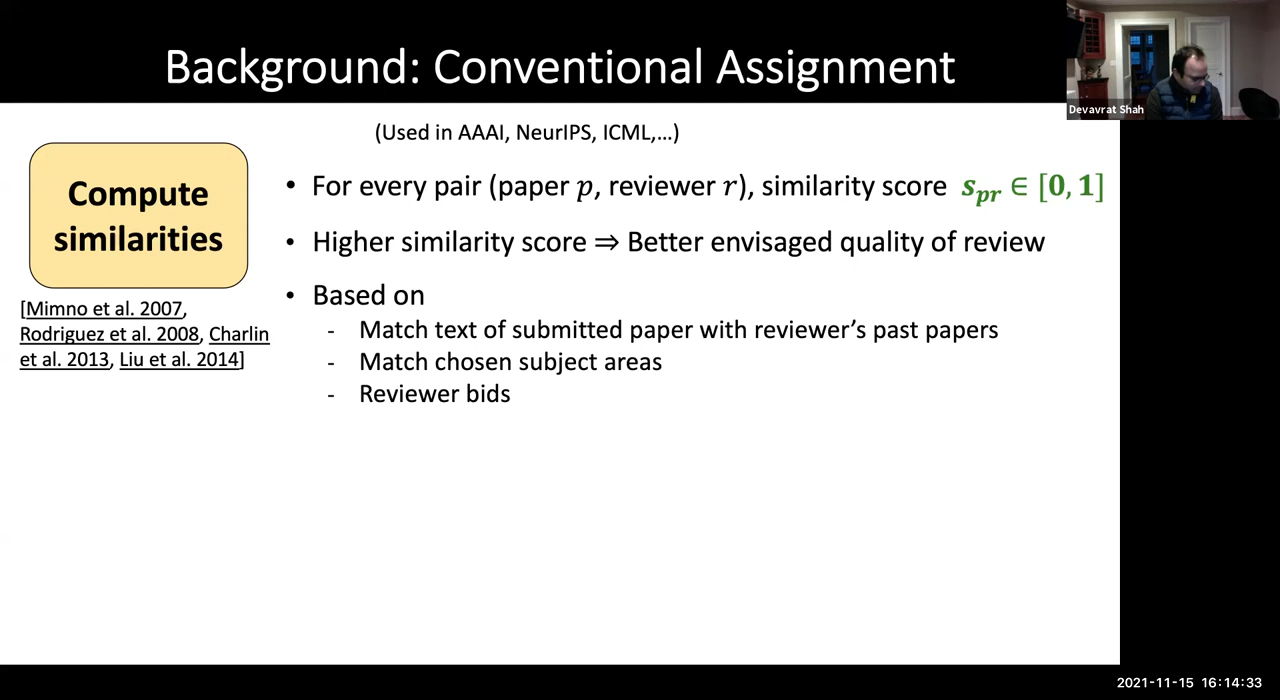 Background: Conventional Assignment
Devavrat Shah
(Used in AAAI, NeurIPS, ICML,...)
Compute
similarities
[Mimno et al. 2007,
Rodriguez et al. 2008, Charlin
et al. 2013, Liu et al. 2014]
• For every pair (paper p, reviewer r), similarity score s_pr ∈ [0, 1]
• Higher similarity score ⇒ Better envisaged quality of review
• Based on
- Match text of submitted paper with reviewer’s past papers
- Match chosen subject areas
- Reviewer bids
2021-11-15 16:14:33